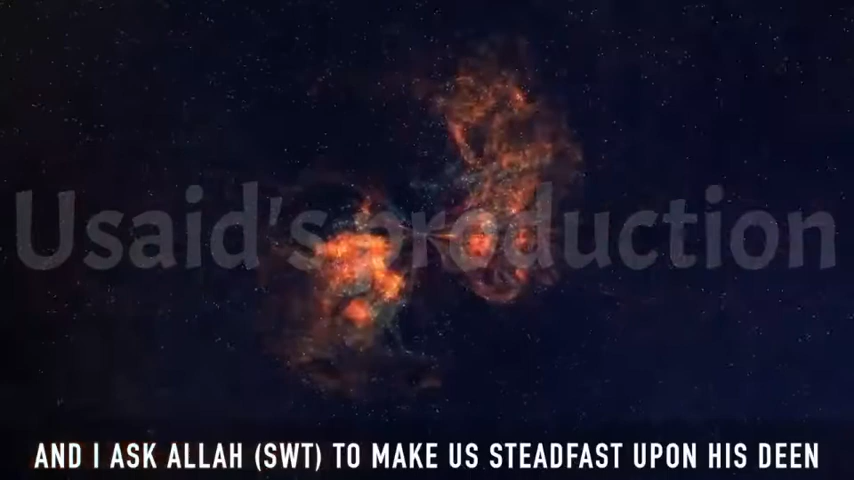 Usaid's production
AND I ASK ALLAH (SWT) TO MAKE US STEADFAST UPON HIS DEEN